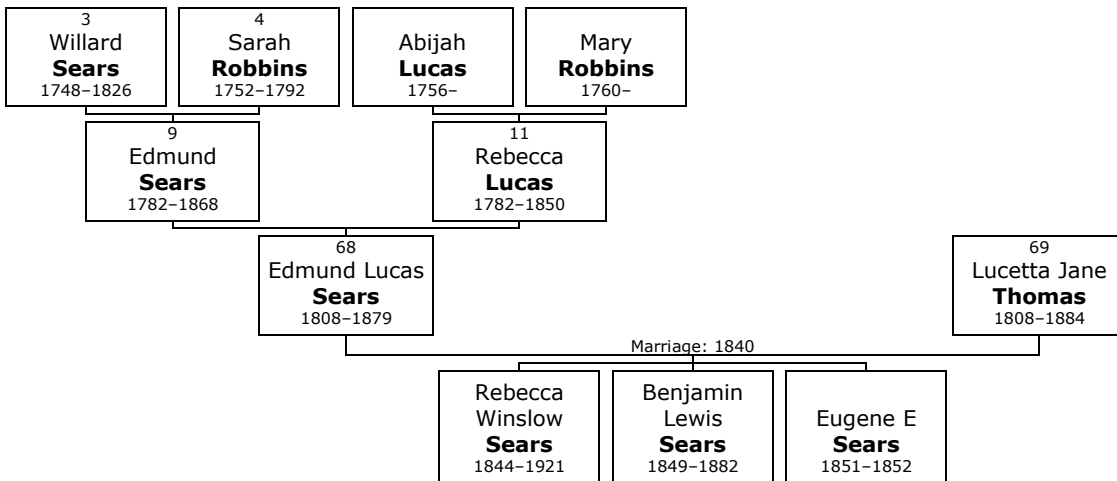 3
Willard
Sears
1748–1826
4
Sarah
Robbins
1752–1792
Abijah
Lucas
1756–
Mary
Robbins
1760–
9
Edmund
Sears
1782–1868
11
Rebecca
Lucas
1782–1850
68
Edmund Lucas
Sears
1808–1879
69
Lucetta Jane
Thomas
1808–1884
Marriage: 1840
Rebecca
Winslow
Sears
1844–1921
Benjamin
Lewis
Sears
1849–1882
Eugene E
Sears
1851–1852